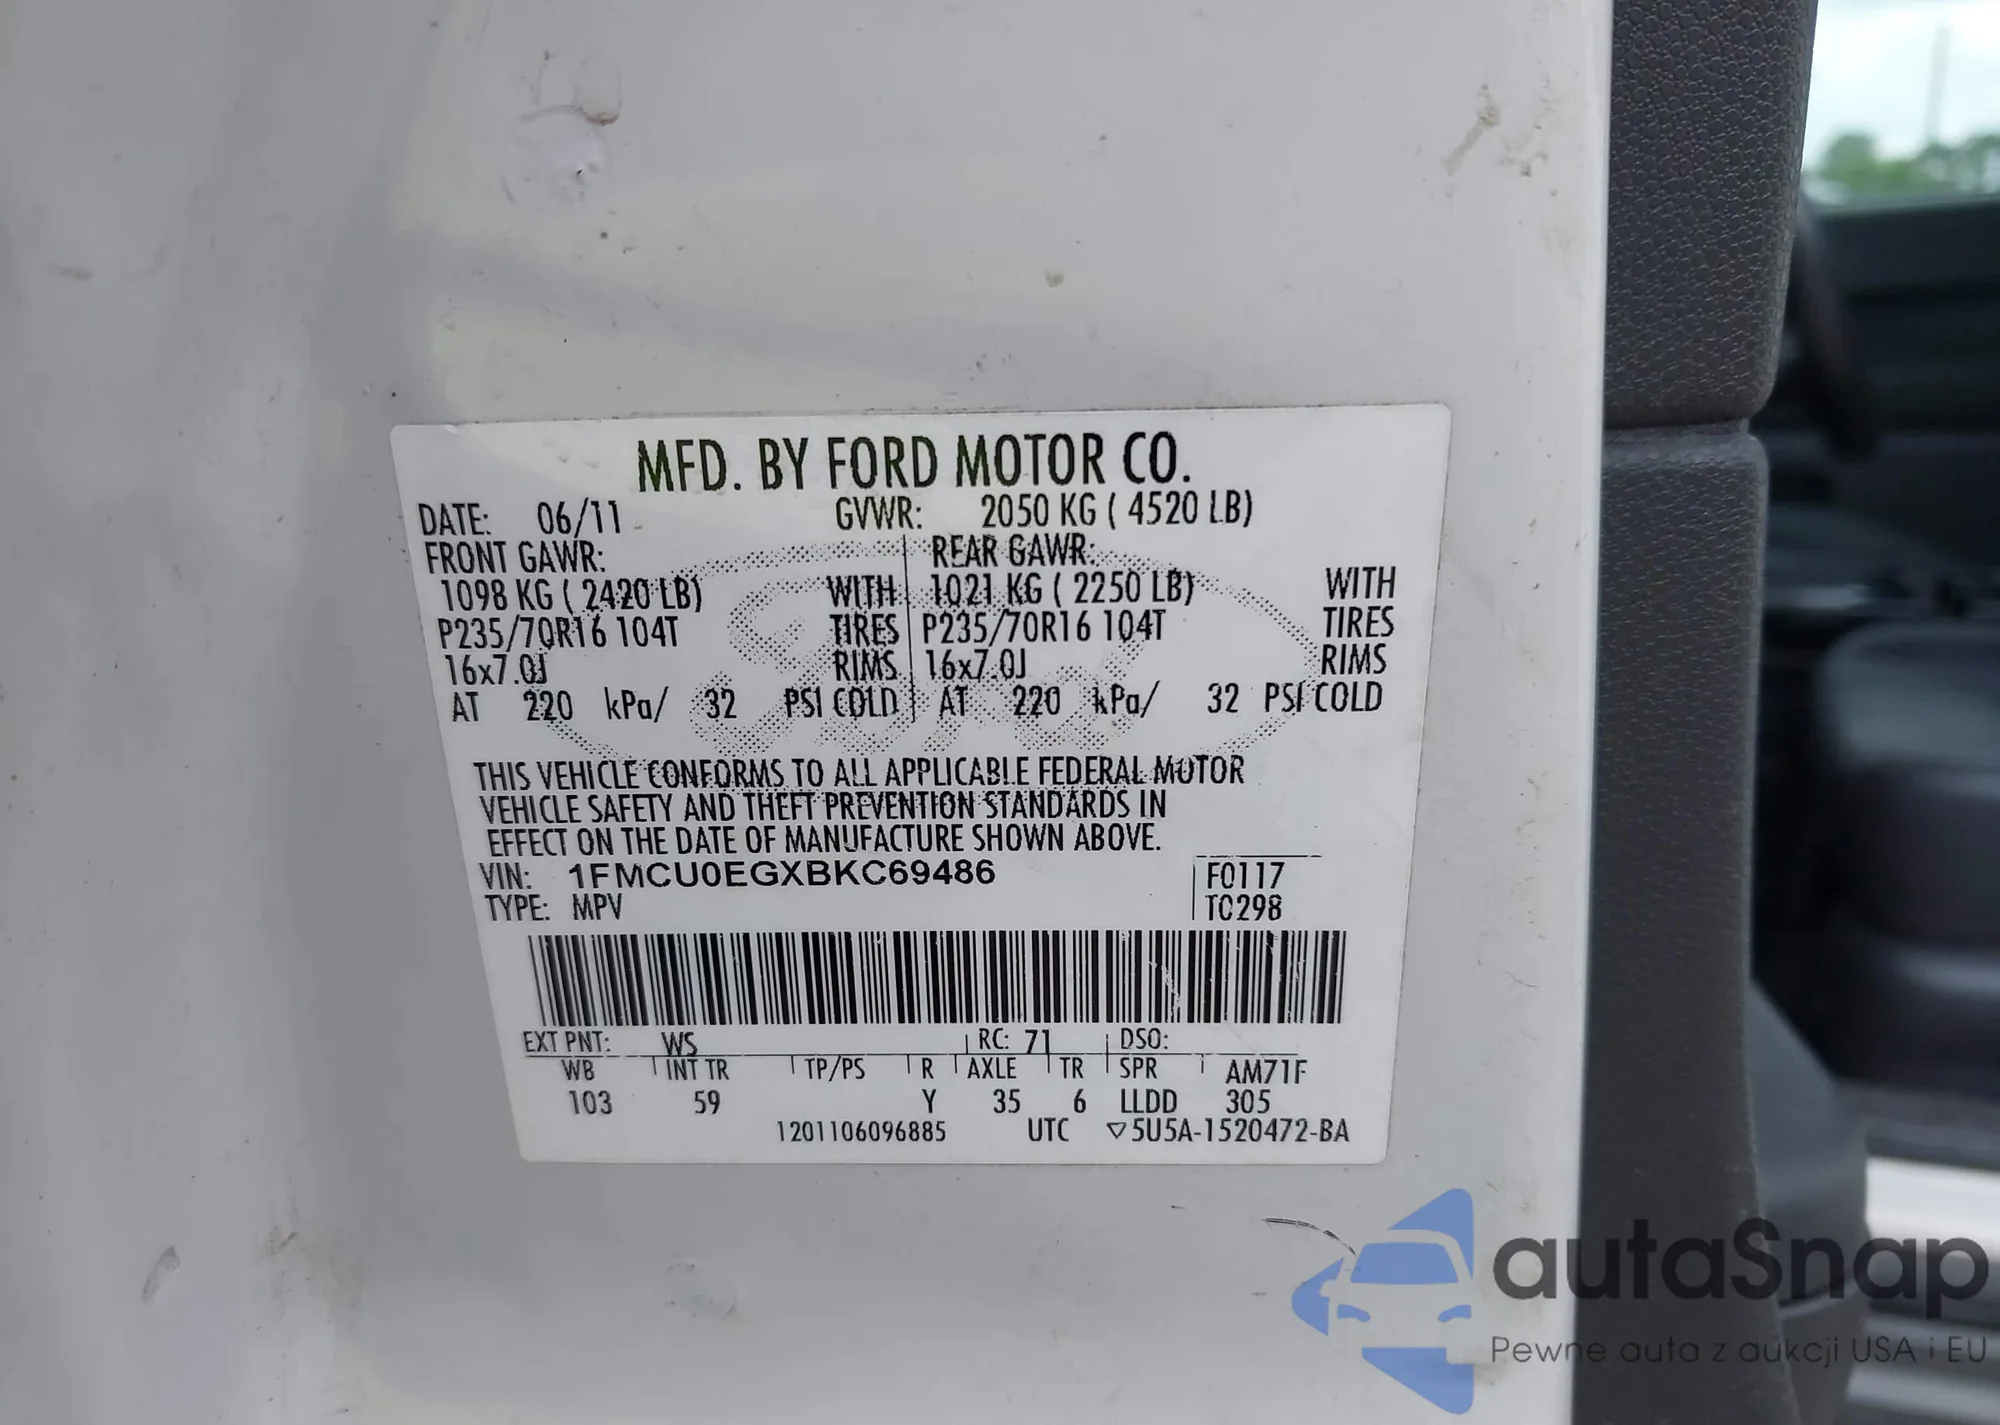 MFD. BY FORD MOTOR CO.
DATE: 06/11 GVWR: 2050 KG ( 4520 LB)
FRONT GAWR: REAR GAWR:
1098 KG ( 2420 LB) WITH 1021 KG ( 2250 LB) WITH
P235/70R16 104T TIRES P235/70R16 104T TIRES
16x7.0J RIMS 16x7.0J RIMS
AT 220 kPa/ 32 PSI COLD AT 220 kPa/ 32 PSI COLD
THIS VEHICLE CONFORMS TO ALL APPLICABLE FEDERAL MOTOR
VEHICLE SAFETY AND THEFT PREVENTION STANDARDS IN
EFFECT ON THE DATE OF MANUFACTURE SHOWN ABOVE.
VIN: 1FMCU0EGXBKC69486 F0117
TYPE: MPV T0298
EXT PNT: WS RC: 71 DSO:
WB INT TR TP/PS R AXLE TR SPR AM71F
103 59 Y 35 6 LLDD 305
1201106096885 UTC ▽5U5A-1520472-BA
autaSnap
Pewne auta z aukcji USA i EU